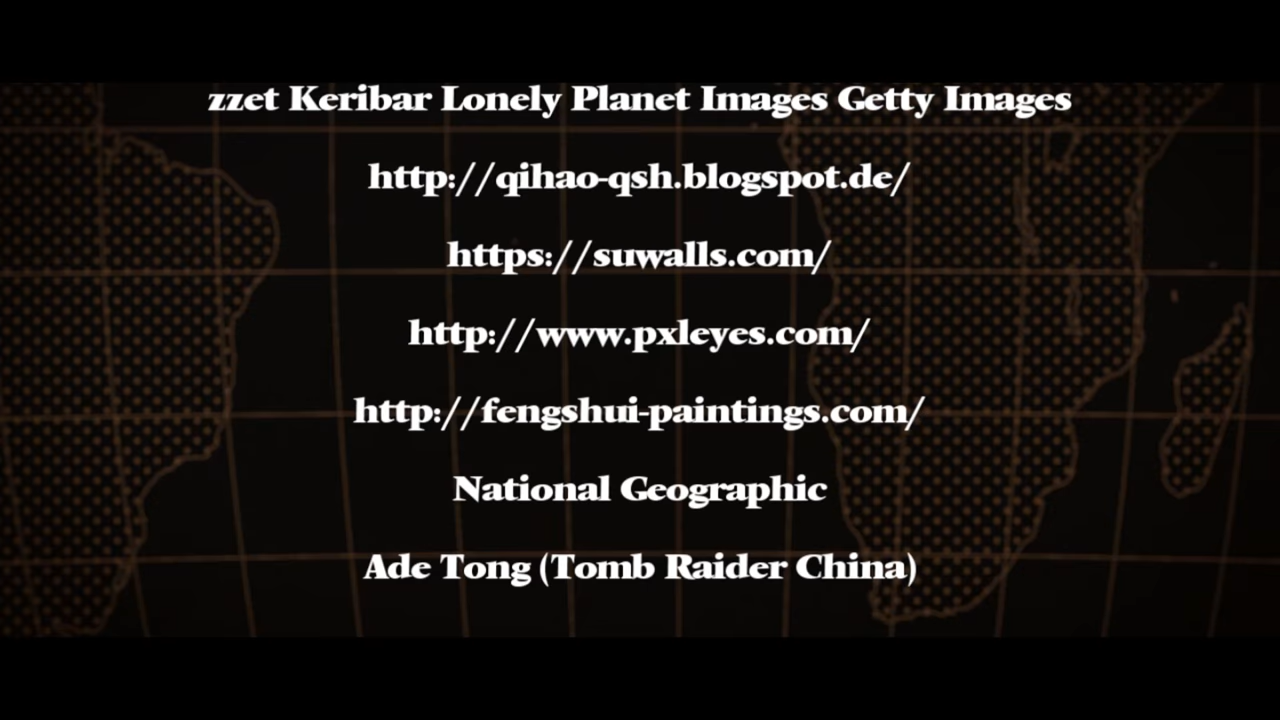 zzet Keribar Lonely Planet Images Getty Images
http://qihao-qsh.blogspot.de/
https://suwalls.com/
http://www.pxleyes.com/
http://fengshui-paintings.com/
National Geographic
Ade Tong (Tomb Raider China)